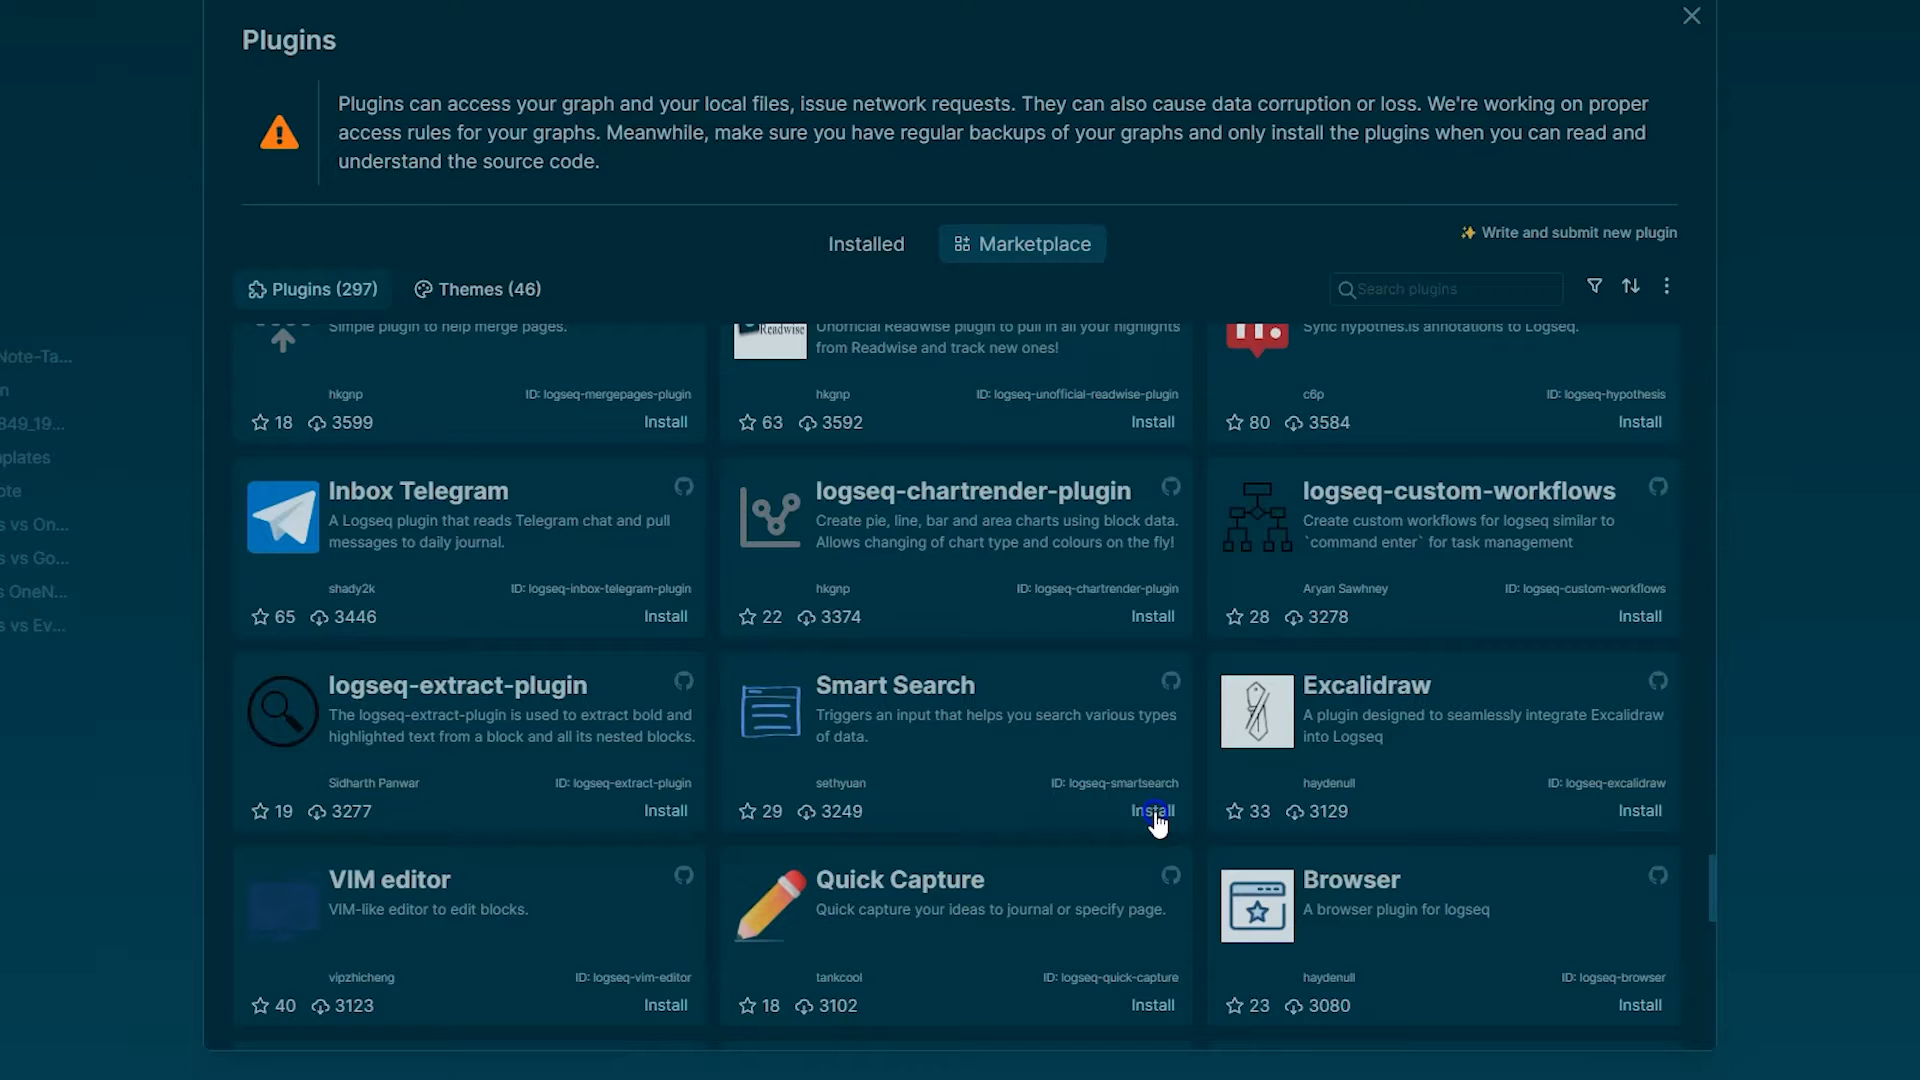 Plugins
Plugins can access your graph and your local files, issue network requests. They can also cause data corruption or loss. We're working on proper
access rules for your graphs. Meanwhile, make sure you have regular backups of your graphs and only install the plugins when you can read and
understand the source code.
Installed
Marketplace
Write and submit new plugin
Plugins (297)
Themes (46)
Search plugins
Note-Ta...
n
849_19...
plates
ote
s vs On...
s vs Go...
s OneN...
s vs Ev...
Simple plugin to help merge pages.
hkgnp
ID: logseq-mergepages-plugin
18
3599
Install
Readwise
Unofficial Readwise plugin to pull in all your highlights
from Readwise and track new ones!
hkgnp
ID: logseq-unofficial-readwise-plugin
63
3592
Install
Sync hypothes.is annotations to Logseq.
c6p
ID: logseq-hypothesis
80
3584
Install
Inbox Telegram
A Logseq plugin that reads Telegram chat and pull
messages to daily journal.
shady2k
ID: logseq-inbox-telegram-plugin
65
3446
Install
logseq-chartrender-plugin
Create pie, line, bar and area charts using block data.
Allows changing of chart type and colours on the fly!
hkgnp
ID: logseq-chartrender-plugin
22
3374
Install
logseq-custom-workflows
Create custom workflows for logseq similar to
`command enter` for task management
Aryan Sawhney
ID: logseq-custom-workflows
28
3278
Install
logseq-extract-plugin
The logseq-extract-plugin is used to extract bold and
highlighted text from a block and all its nested blocks.
Sidharth Panwar
ID: logseq-extract-plugin
19
3277
Install
Smart Search
Triggers an input that helps you search various types
of data.
sethyuan
ID: logseq-smartsearch
29
3249
Install
Excalidraw
A plugin designed to seamlessly integrate Excalidraw
into Logseq
haydenull
ID: logseq-excalidraw
33
3129
Install
VIM editor
VIM-like editor to edit blocks.
vipzhicheng
ID: logseq-vim-editor
40
3123
Install
Quick Capture
Quick capture your ideas to journal or specify page.
tankcool
ID: logseq-quick-capture
18
3102
Install
Browser
A browser plugin for logseq
haydenull
ID: logseq-browser
23
3080
Install